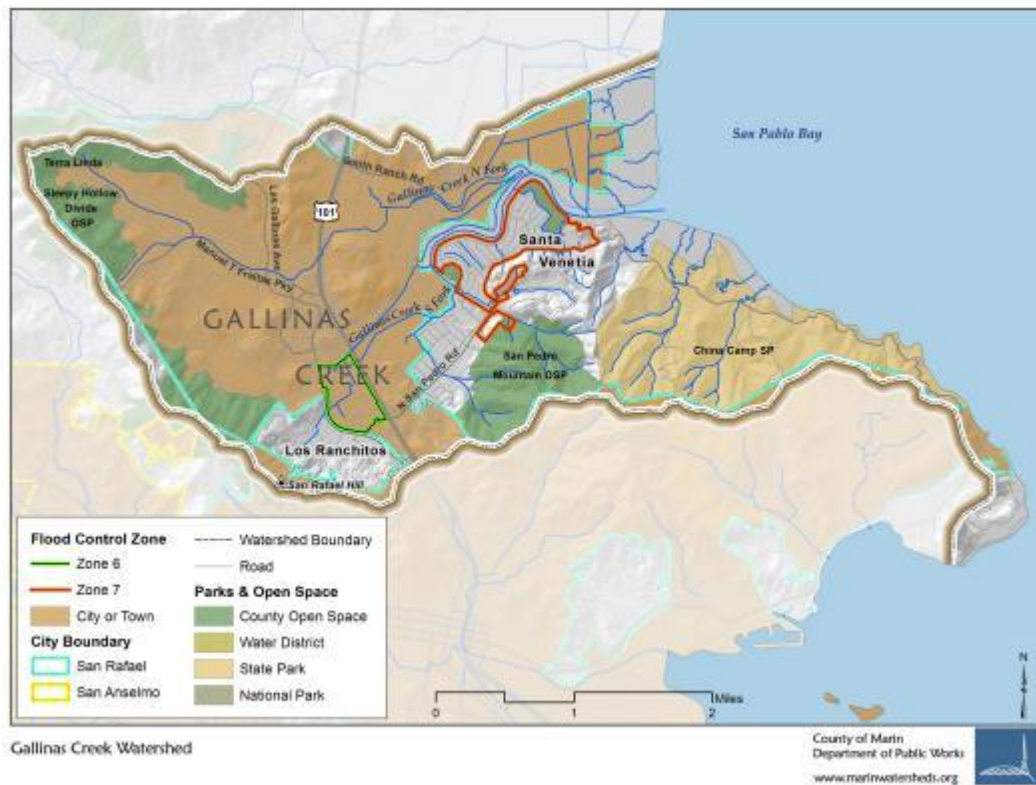 San Pablo Bay
Terra Linda
Sleepy Hollow
Divide
OSP
Smith Ranch Rd
Gallinas Creek N Fork
Las Gallinas Ave
101
Manuel T Freitas Pky
Santa
Venetia
GALLINAS
CREEK
Gallinas Creek S Fork
N San Pedro Rd
San Pedro
Mountain OSP
China Camp SP
Los Ranchitos
San Rafael Hill
Flood Control Zone
Zone 6
Zone 7
City or Town
City Boundary
San Rafael
San Anselmo
Watershed Boundary
Road
Parks & Open Space
County Open Space
Water District
State Park
National Park
Miles
0 1 2
N
Gallinas Creek Watershed
County of Marin
Department of Public Works
www.marinwatersheds.org